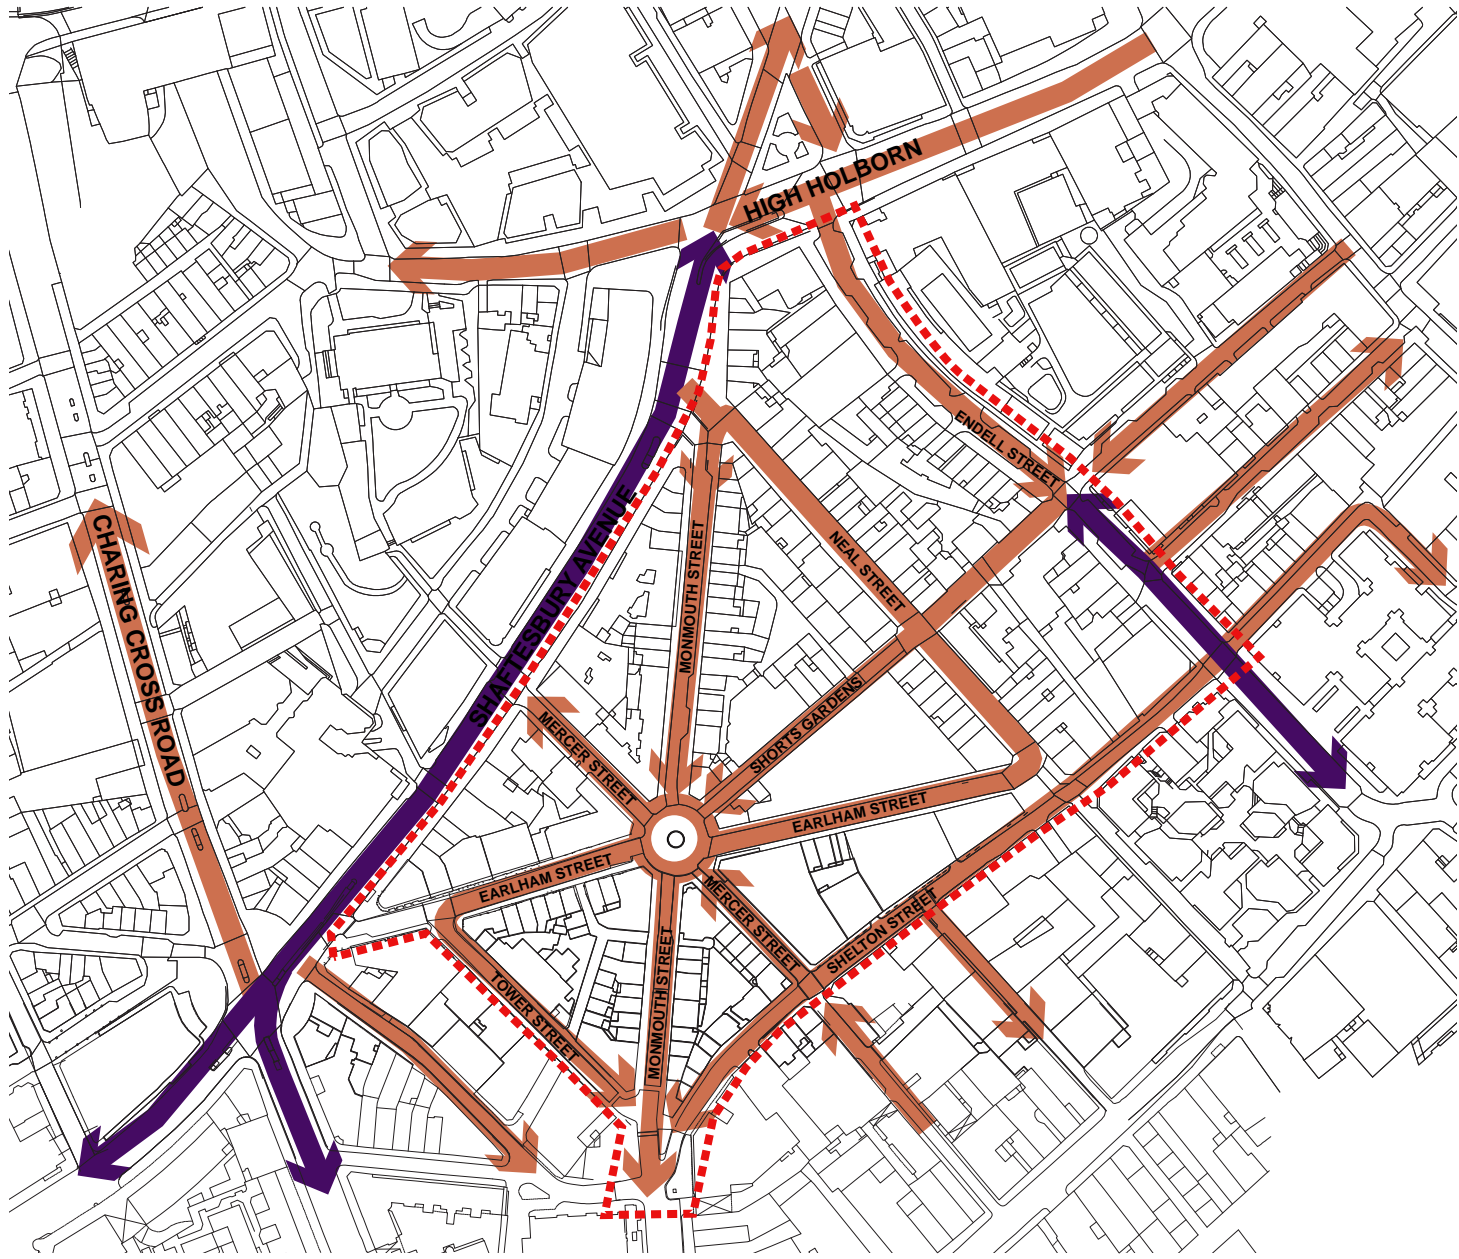 HIGH HOLBORN
ENDELL STREET
SHAFTESBURY AVENUE
CHARING CROSS ROAD
MONMOUTH STREET
NEAL STREET
SHORTS GARDENS
MERCER STREET
EARLHAM STREET
EARLHAM STREET
MERCER STREET
SHELTON STREET
TOWER STREET
MONMOUTH STREET